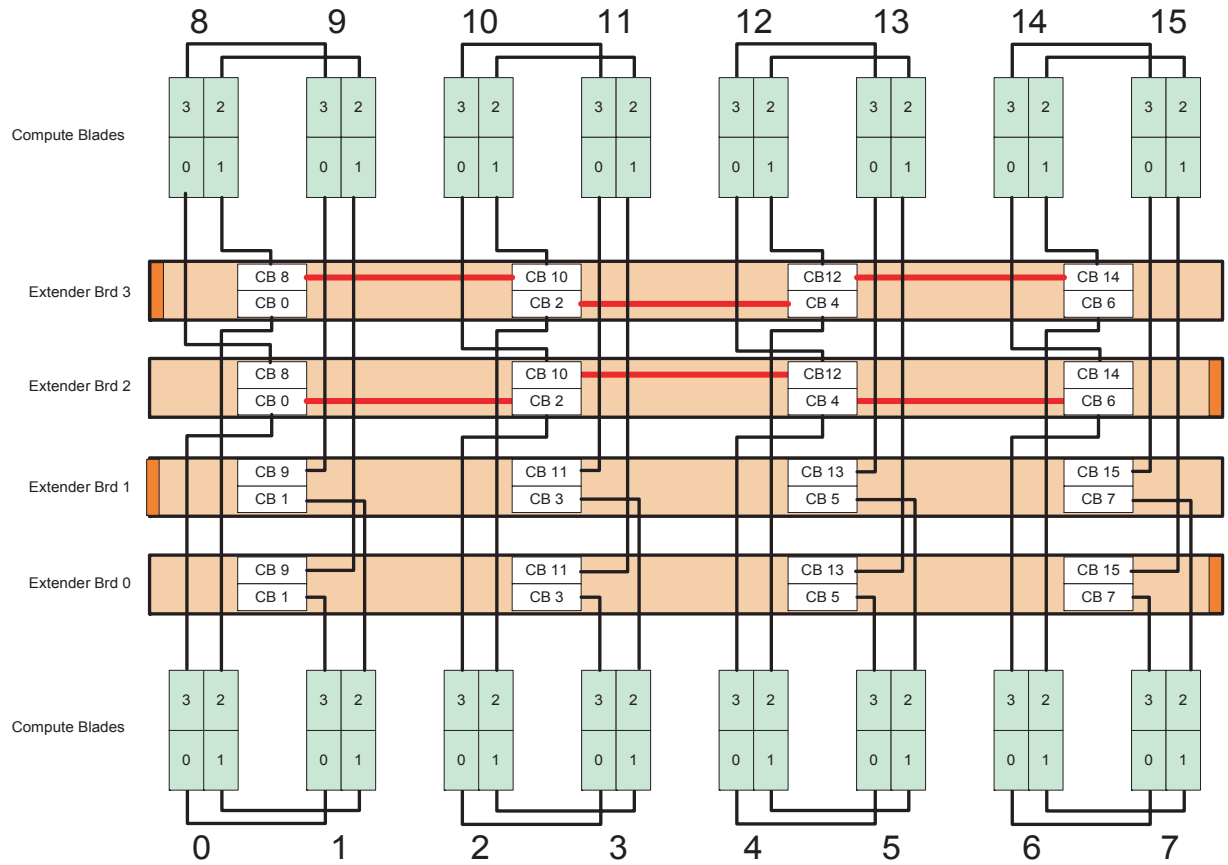 8 9 10 11 12 13 14 15
3 2 3 2 3 2 3 2 3 2 3 2 3 2 3 2
Compute Blades
0 1 0 1 0 1 0 1 0 1 0 1 0 1 0 1
CB 8 CB 10 CB12 CB 14
Extender Brd 3
CB 0 CB 2 CB 4 CB 6
CB 8 CB 10 CB12 CB 14
Extender Brd 2
CB 0 CB 2 CB 4 CB 6
CB 9 CB 11 CB 13 CB 15
Extender Brd 1
CB 1 CB 3 CB 5 CB 7
CB 9 CB 11 CB 13 CB 15
Extender Brd 0
CB 1 CB 3 CB 5 CB 7
3 2 3 2 3 2 3 2 3 2 3 2 3 2 3 2
Compute Blades
0 1 0 1 0 1 0 1 0 1 0 1 0 1 0 1
0 1 2 3 4 5 6 7